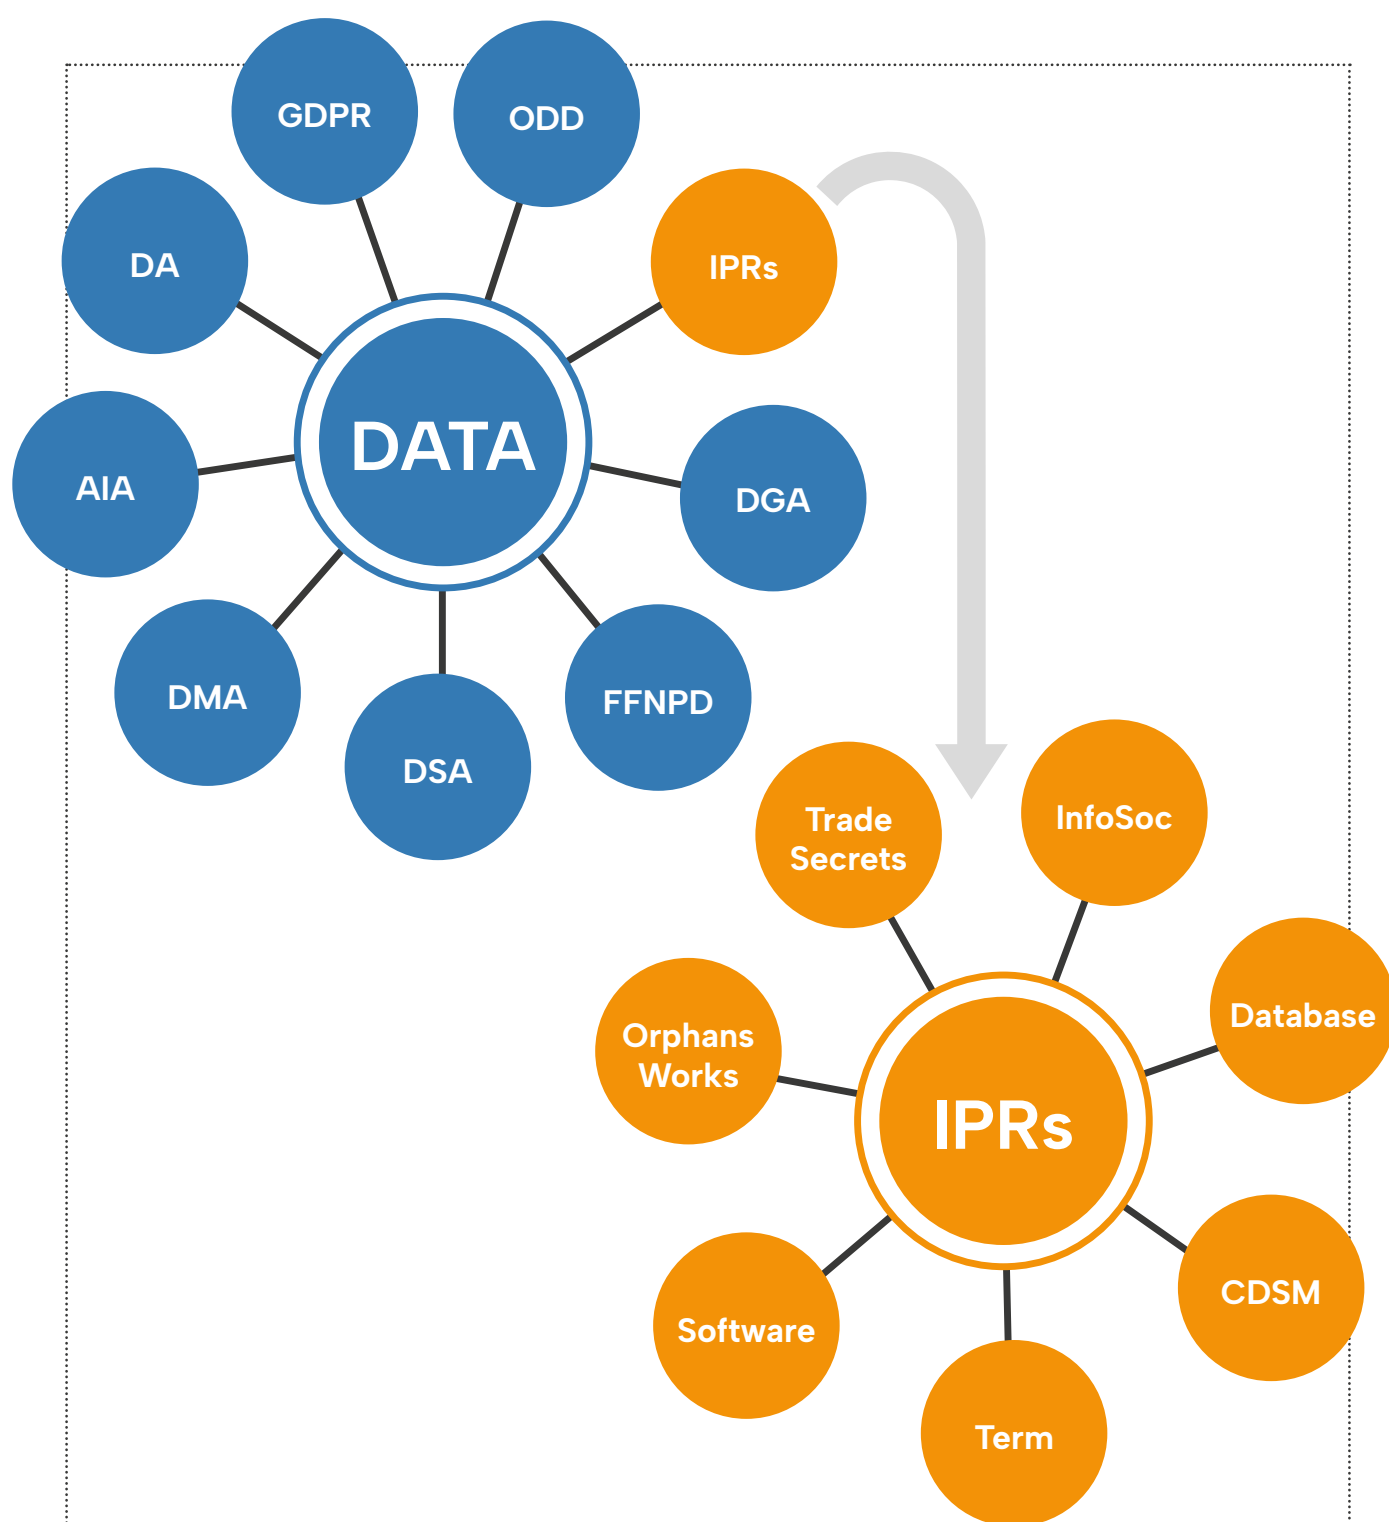 GDPR
ODD
DA
IPRs
DATA
AIA
DGA
DMA
FFNPD
DSA
Trade
Secrets
InfoSoc
Database
Orphans
Works
IPRs
CDSM
Software
Term